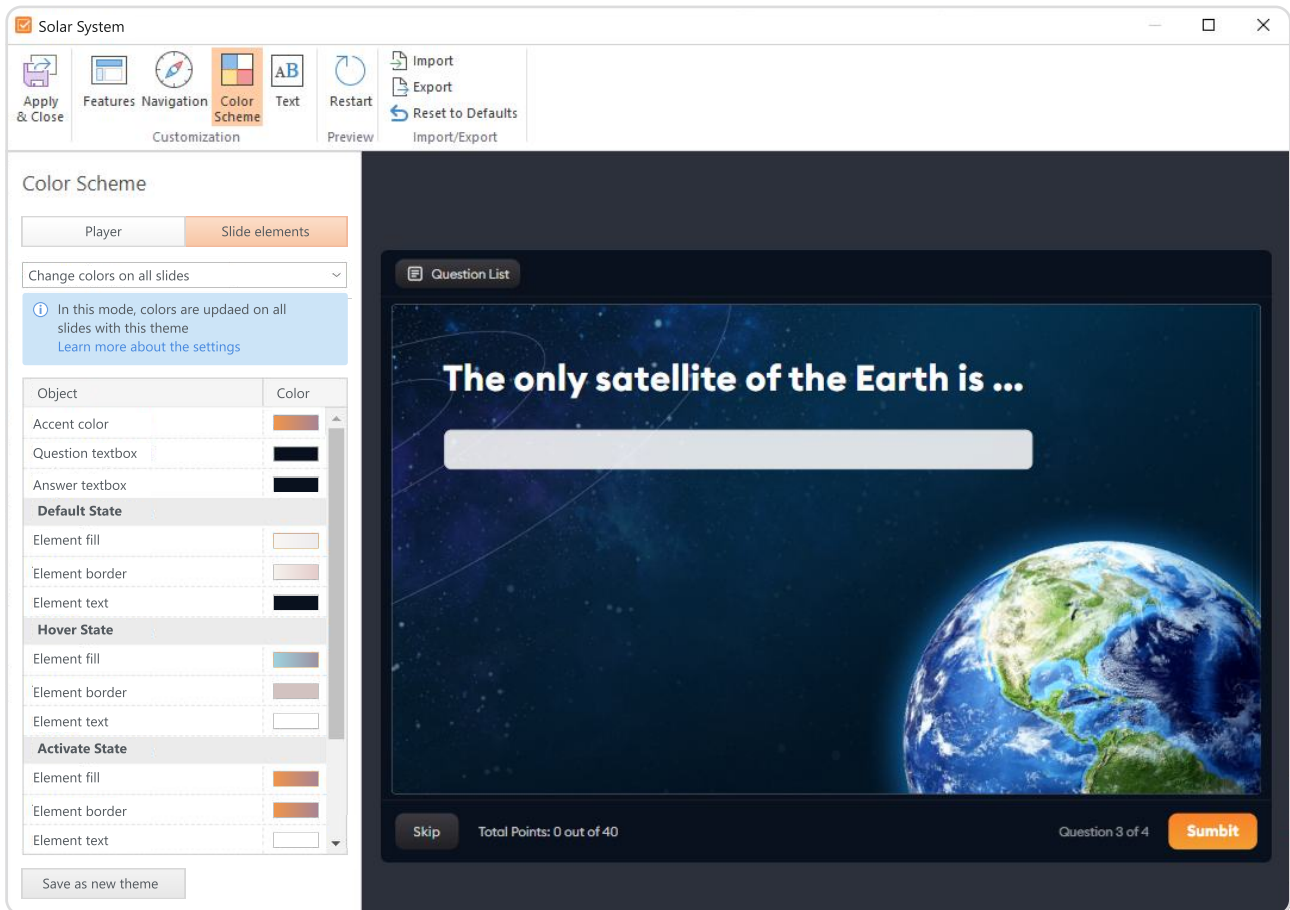 Solar System
Apply
& Close
Features
Navigation
Color
Scheme
AB
Text
Customization
Restart
Preview
Import
Export
Reset to Defaults
Import/Export
Color Scheme
Player
Slide elements
Change colors on all slides
In this mode, colors are updaed on all
slides with this theme
Learn more about the settings
Object
Color
Accent color
Question textbox
Answer textbox
Default State
Element fill
Element border
Element text
Hover State
Element fill
Element border
Element text
Activate State
Element fill
Element border
Element text
Save as new theme
Question List
The only satellite of the Earth is ...
Skip
Total Points: 0 out of 40
Question 3 of 4
Sumbit